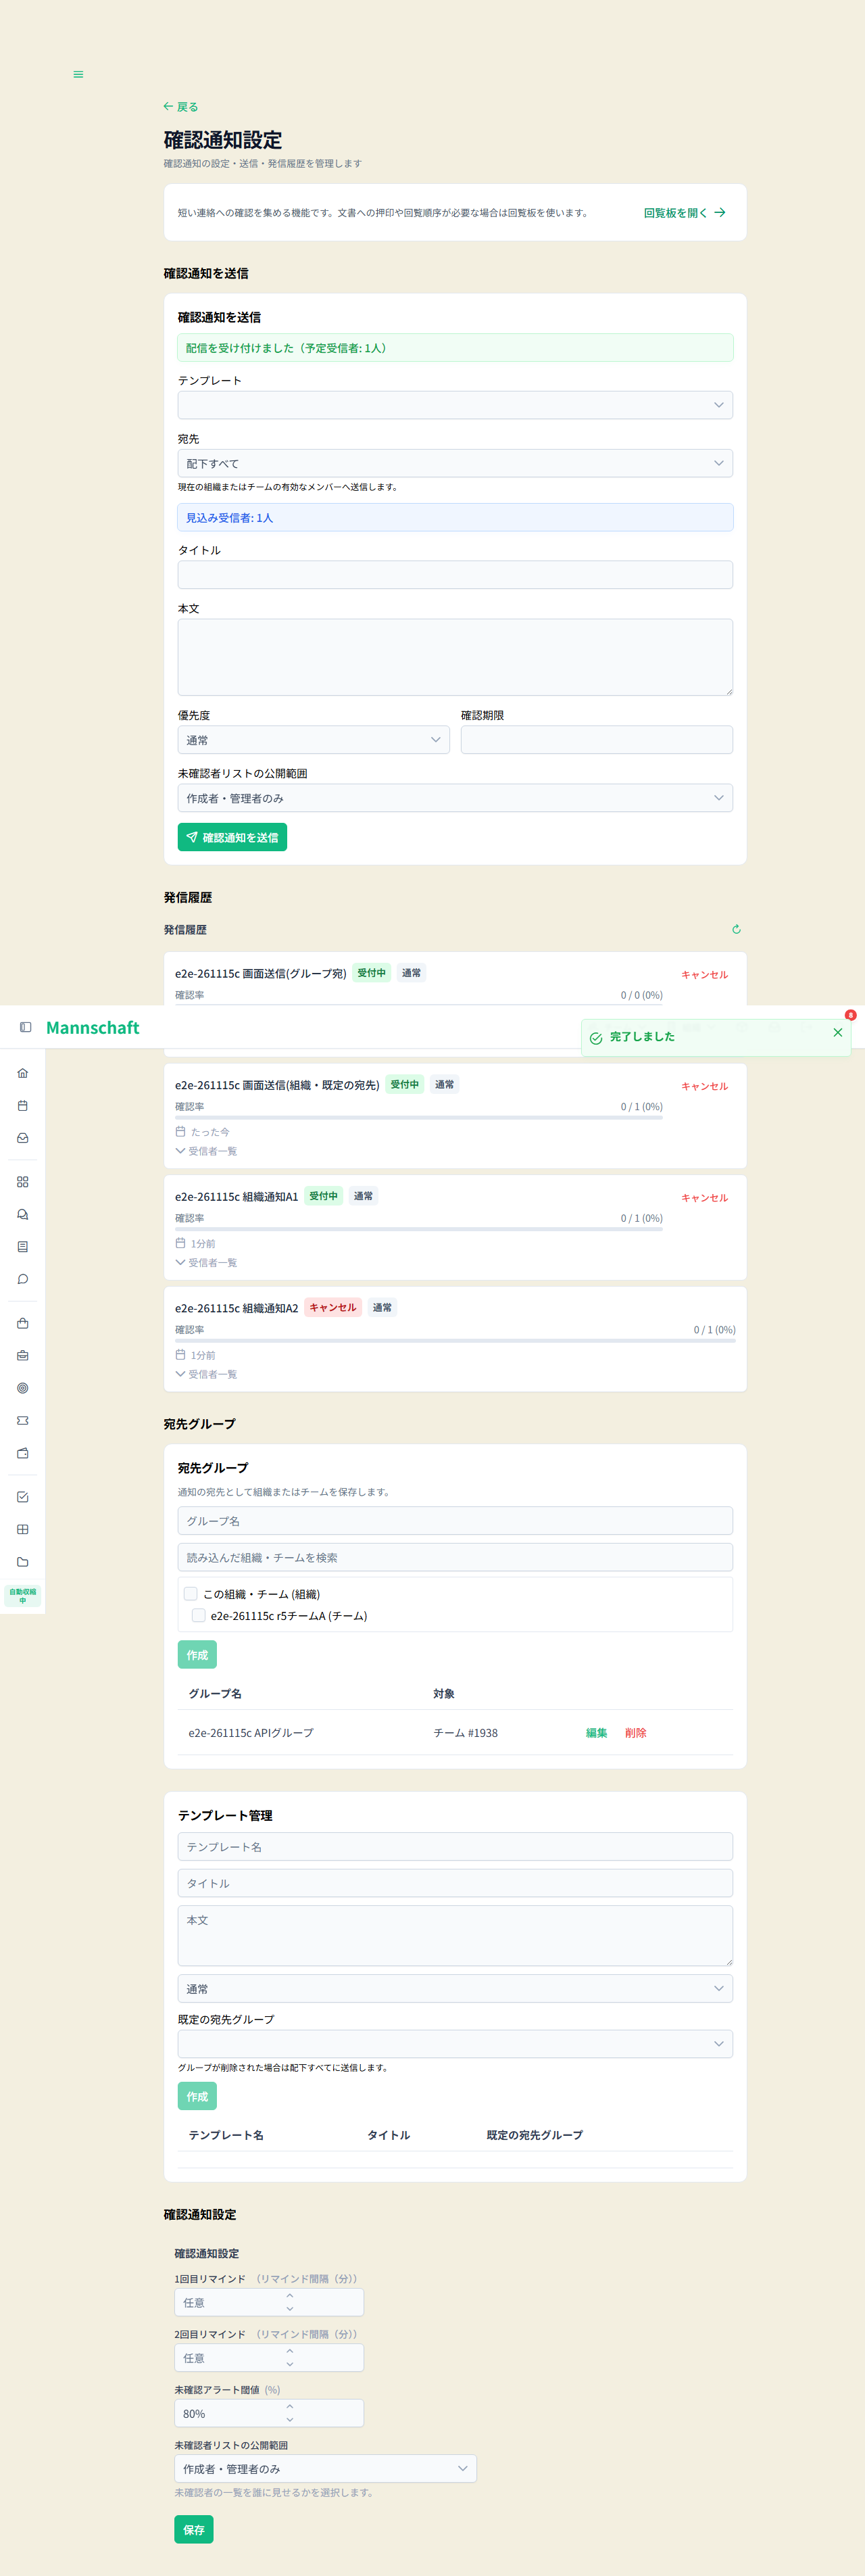 戻る
確認通知設定
確認通知の設定・送信・発信履歴を管理します
短い連絡への確認を集める機能です。文書への押印や回覧順序が必要な場合は回覧板を使います。
回覧板を開く
確認通知を送信
確認通知を送信
配信を受け付けました（予定受信者: 1人）
テンプレート
宛先
配下すべて
現在の組織またはチームの有効なメンバーへ送信します。
見込み受信者: 1人
タイトル
本文
優先度
確認期限
通常
未確認者リストの公開範囲
作成者・管理者のみ
確認通知を送信
発信履歴
発信履歴
e2e-261115c 画面送信(グループ宛) 受付中 通常
キャンセル
確認率
0 / 0 (0%)
Mannschaft
8
完了しました
e2e-261115c 画面送信(組織・既定の宛先) 受付中 通常
キャンセル
確認率
0 / 1 (0%)
たった今
受信者一覧
e2e-261115c 組織通知A1 受付中 通常
キャンセル
確認率
0 / 1 (0%)
1分前
受信者一覧
e2e-261115c 組織通知A2 キャンセル 通常
確認率
0 / 1 (0%)
1分前
受信者一覧
宛先グループ
宛先グループ
通知の宛先として組織またはチームを保存します。
グループ名
読み込んだ組織・チームを検索
この組織・チーム (組織)
e2e-261115c r5チームA (チーム)
自動収縮
中
作成
グループ名
対象
e2e-261115c APIグループ
チーム #1938
編集
削除
テンプレート管理
テンプレート名
タイトル
本文
通常
既定の宛先グループ
グループが削除された場合は配下すべてに送信します。
作成
テンプレート名
タイトル
既定の宛先グループ
確認通知設定
確認通知設定
1回目リマインド （リマインド間隔（分））
任意
2回目リマインド （リマインド間隔（分））
任意
未確認アラート閾値 (%)
80%
未確認者リストの公開範囲
作成者・管理者のみ
未確認者の一覧を誰に見せるかを選択します。
保存